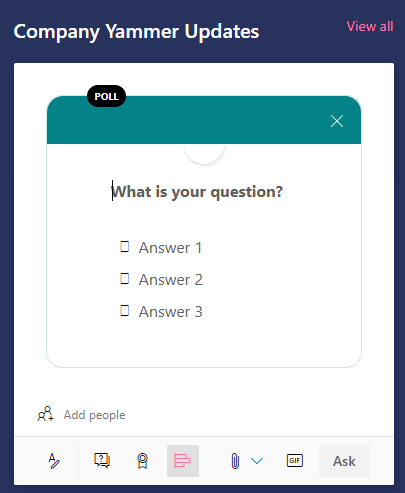 Company Yammer Updates
View all
POLL
What is your question?
Answer 1
Answer 2
Answer 3
Add people
GIF
Ask